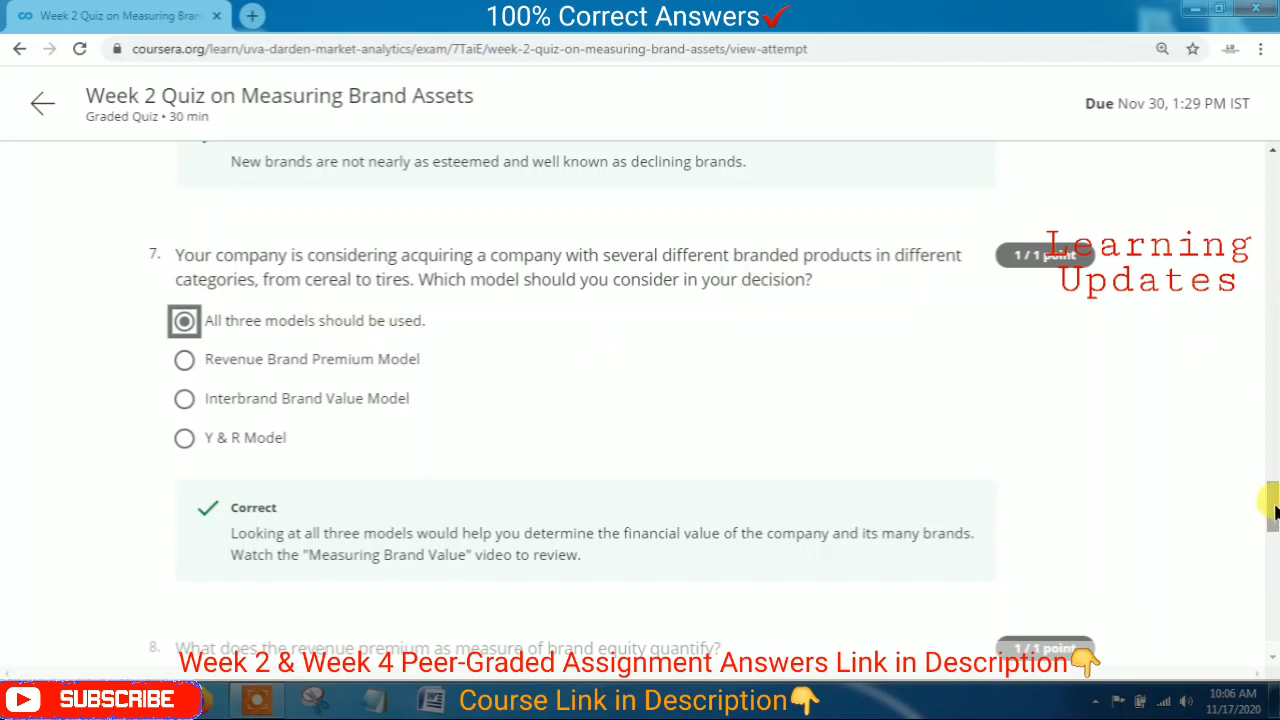 100% Correct Answers
Week 2 Quiz on Measuring Bran
coursera.org/learn/uva-darden-market-analytics/exam/7TaiE/week-2-quiz-on-measuring-brand-assets/view-attempt
Week 2 Quiz on Measuring Brand Assets
Graded Quiz • 30 min
Due Nov 30, 1:29 PM IST
New brands are not nearly as esteemed and well known as declining brands.
7. Your company is considering acquiring a company with several different branded products in different
categories, from cereal to tires. Which model should you consider in your decision?
1 / 1 point
Learning
Updates
All three models should be used.
Revenue Brand Premium Model
Interbrand Brand Value Model
Y & R Model
Correct
Looking at all three models would help you determine the financial value of the company and its many brands.
Watch the "Measuring Brand Value" video to review.
8. What does the revenue premium as measure of brand equity quantify?
1 / 1 point
Week 2 & Week 4 Peer-Graded Assignment Answers Link in Description
SUBSCRIBE
Course Link in Description
10:06 AM
11/17/2020